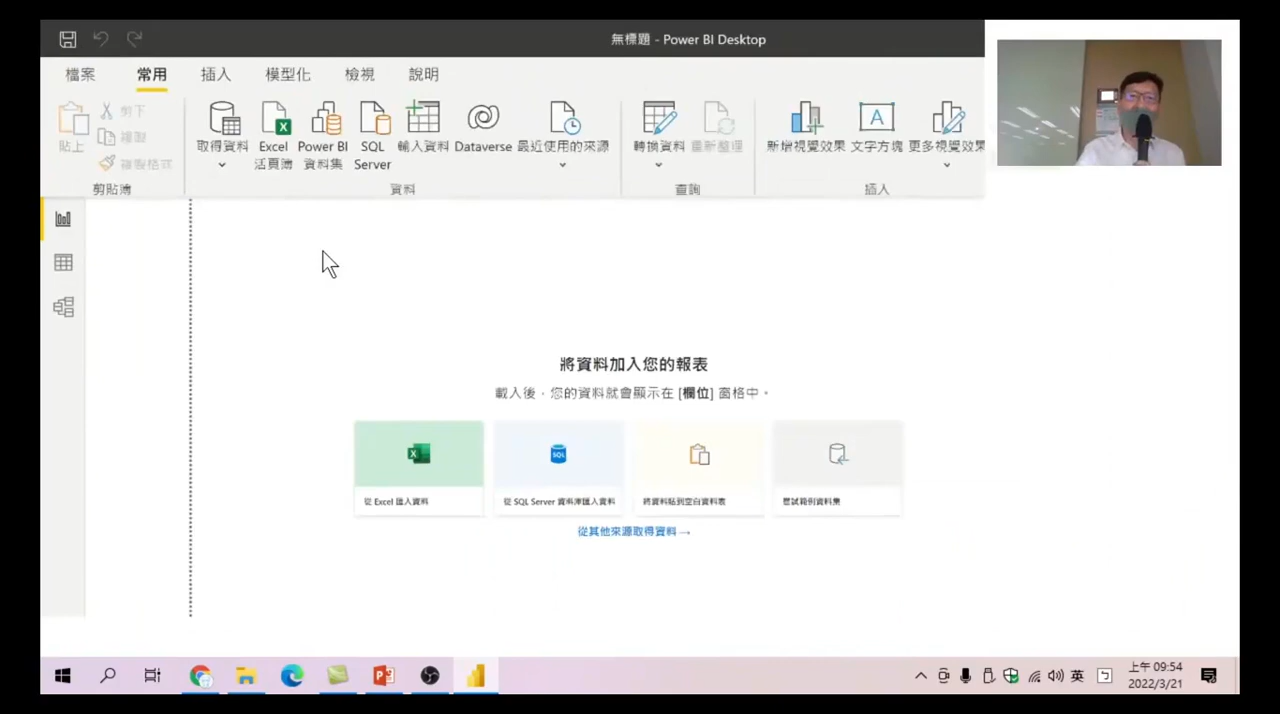 無標題 - Power BI Desktop
檔案 常用 插入 模型化 檢視 說明
貼上
剪下
複製
複製格式
剪貼簿
取得資料
Excel
活頁簿
Power BI
資料集
SQL
Server
輸入資料
Dataverse
最近使用的來源
資料
轉換資料
重新整理
查詢
新增視覺效果
文字方塊
更多視覺效果
插入
將資料加入您的報表
載入後,您的資料就會顯示在 [欄位] 窗格中。
從 Excel 匯入資料
SQL
從 SQL Server 資料庫匯入資料
將資料貼到空白資料表
嘗試範例資料集
從其他來源取得資料 →
英
上午 09:54
2022/3/21